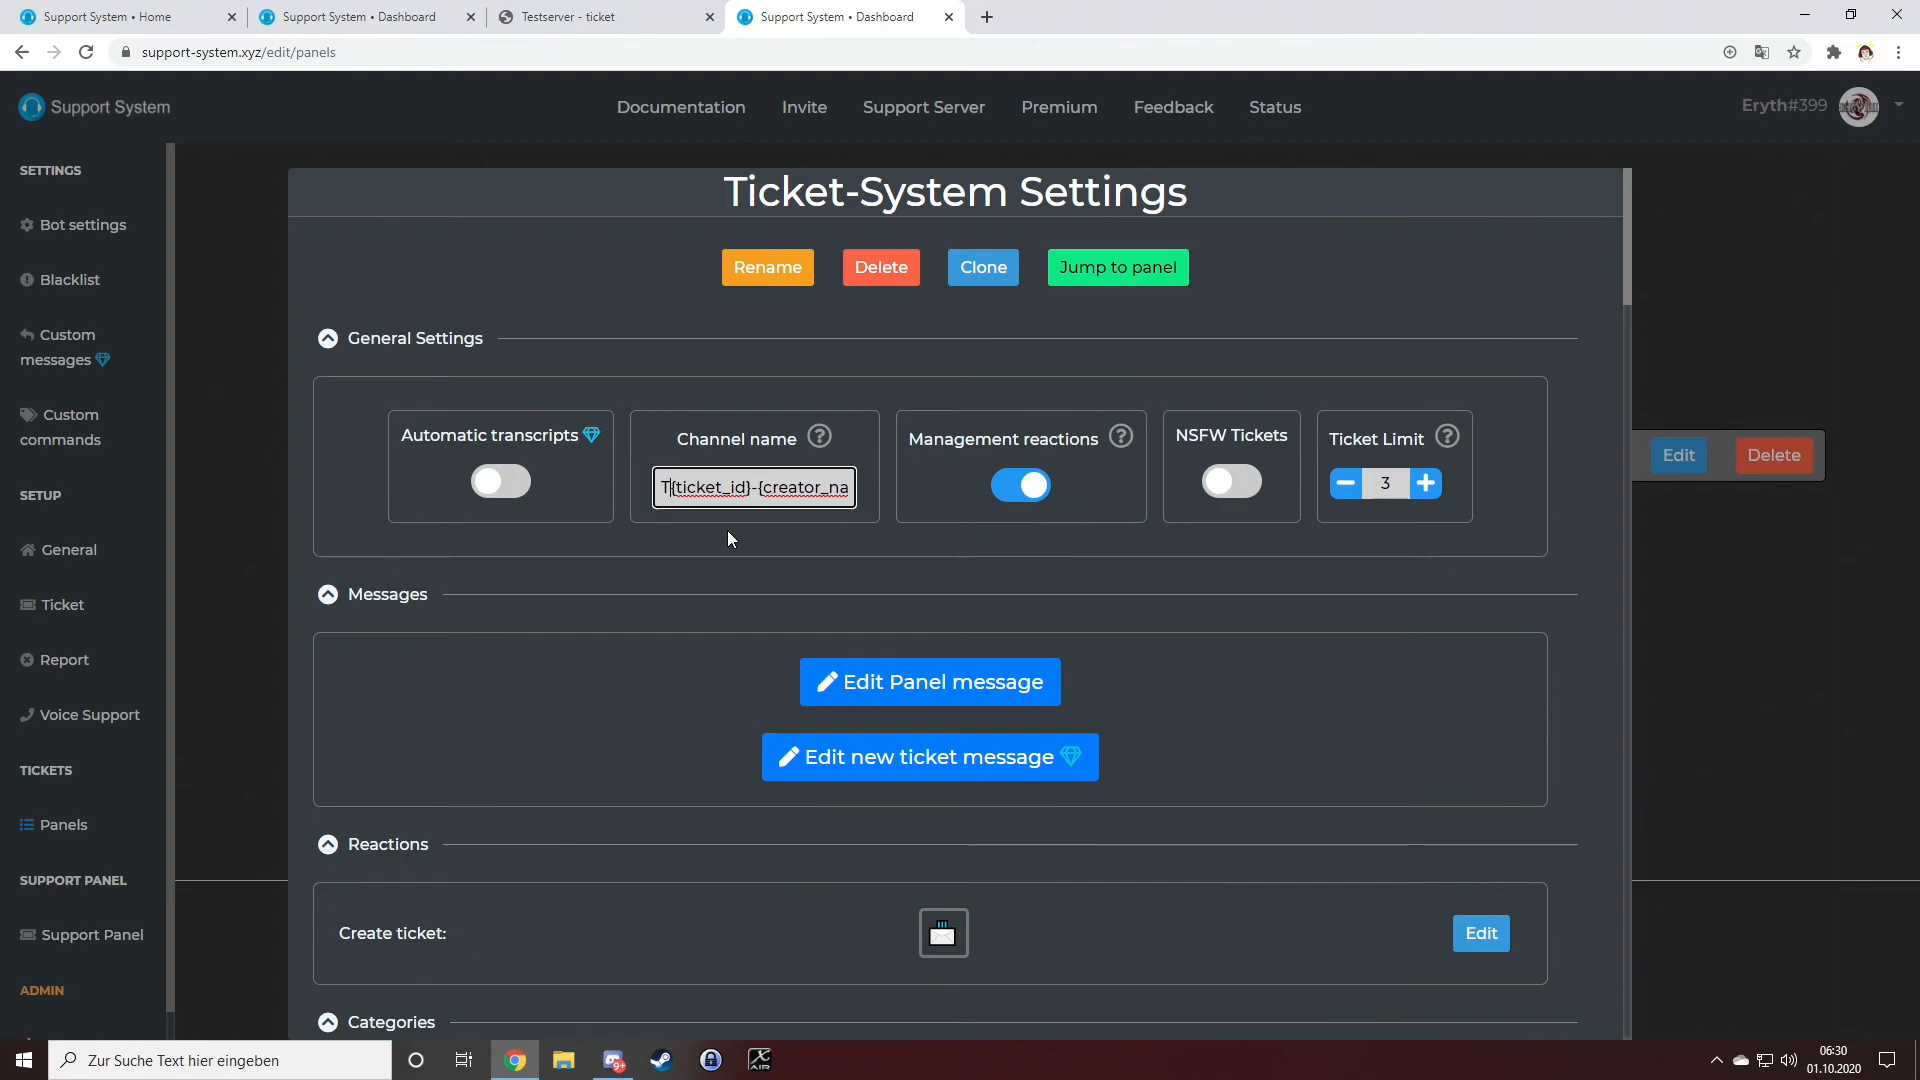 Support System • Home
Support System • Dashboard
Testserver - ticket
Support System • Dashboard
support-system.xyz/edit/panels
Support System
Documentation
Invite
Support Server
Premium
Feedback
Status
Eryth#399
SETTINGS
Bot settings
Blacklist
Custom
messages
Custom
commands
SETUP
General
Ticket
Report
Voice Support
TICKETS
Panels
SUPPORT PANEL
Support Panel
ADMIN
Ticket-System Settings
Rename
Delete
Clone
Jump to panel
General Settings
Automatic transcripts
Channel name ?
T{ticket_id}-{creator_na
Management reactions ?
NSFW Tickets
Ticket Limit ?
3
Edit
Delete
Messages
Edit Panel message
Edit new ticket message
Reactions
Create ticket:
Edit
Categories
Zur Suche Text hier eingeben
9+
AIR
06:30
01.10.2020